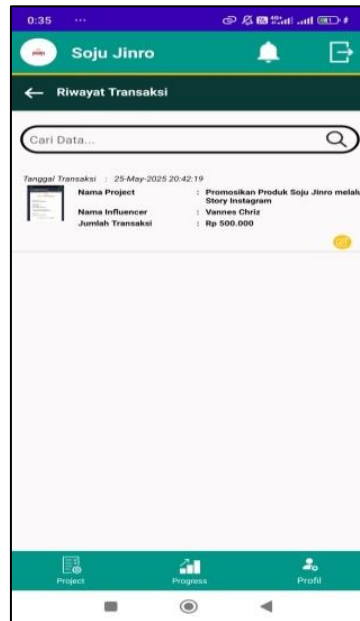 0:35 ...
Soju Jinro
Riwayat Transaksi
Cari Data...
Tanggal Transaksi : 25-May-2025 20:42:19
Nama Project : Promosikan Produk Soju Jinro melalu
Story Instagram
Nama Influencer : Vannes Chriz
Jumlah Transaksi : Rp 500.000
Project Progress Profil